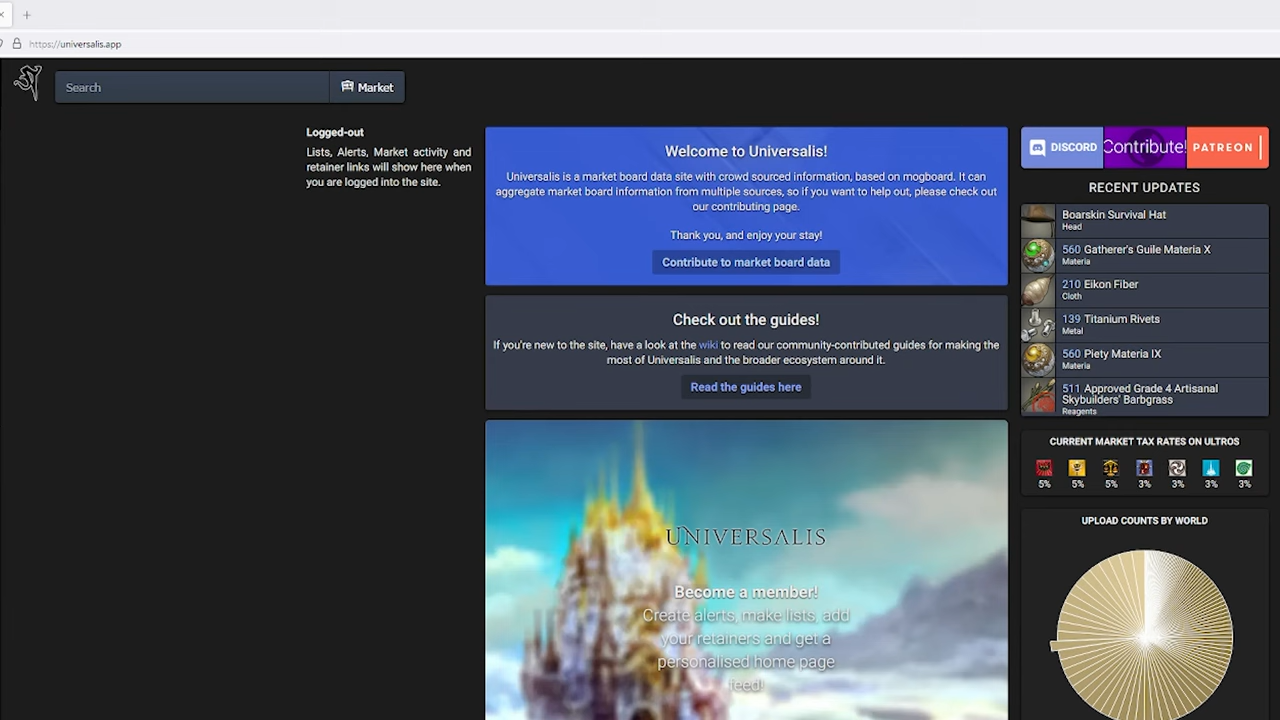 https://universalis.app
Search
Market
Logged-out
Lists, Alerts, Market activity and
retainer links will show here when
you are logged into the site.
Welcome to Universalis!
Universalis is a market board data site with crowd sourced information, based on mogboard. It can
aggregate market board information from multiple sources, so if you want to help out, please check out
our contributing page.
Thank you, and enjoy your stay!
Contribute to market board data
Check out the guides!
If you're new to the site, have a look at the wiki to read our community-contributed guides for making the
most of Universalis and the broader ecosystem around it.
Read the guides here
UNIVERSALIS
Become a member!
Create alerts, make lists, add
your retainers and get a
personalised home page
feed!
DISCORD
Contribute!
PATREON
RECENT UPDATES
Boarskin Survival Hat
Head
560 Gatherer's Guile Materia X
Materia
210 Eikon Fiber
Cloth
139 Titanium Rivets
Metal
560 Piety Materia IX
Materia
511 Approved Grade 4 Artisanal
Skybuilders' Barbgrass
Reagents
CURRENT MARKET TAX RATES ON ULTROS
5% 5% 5% 3% 3% 3% 3%
UPLOAD COUNTS BY WORLD